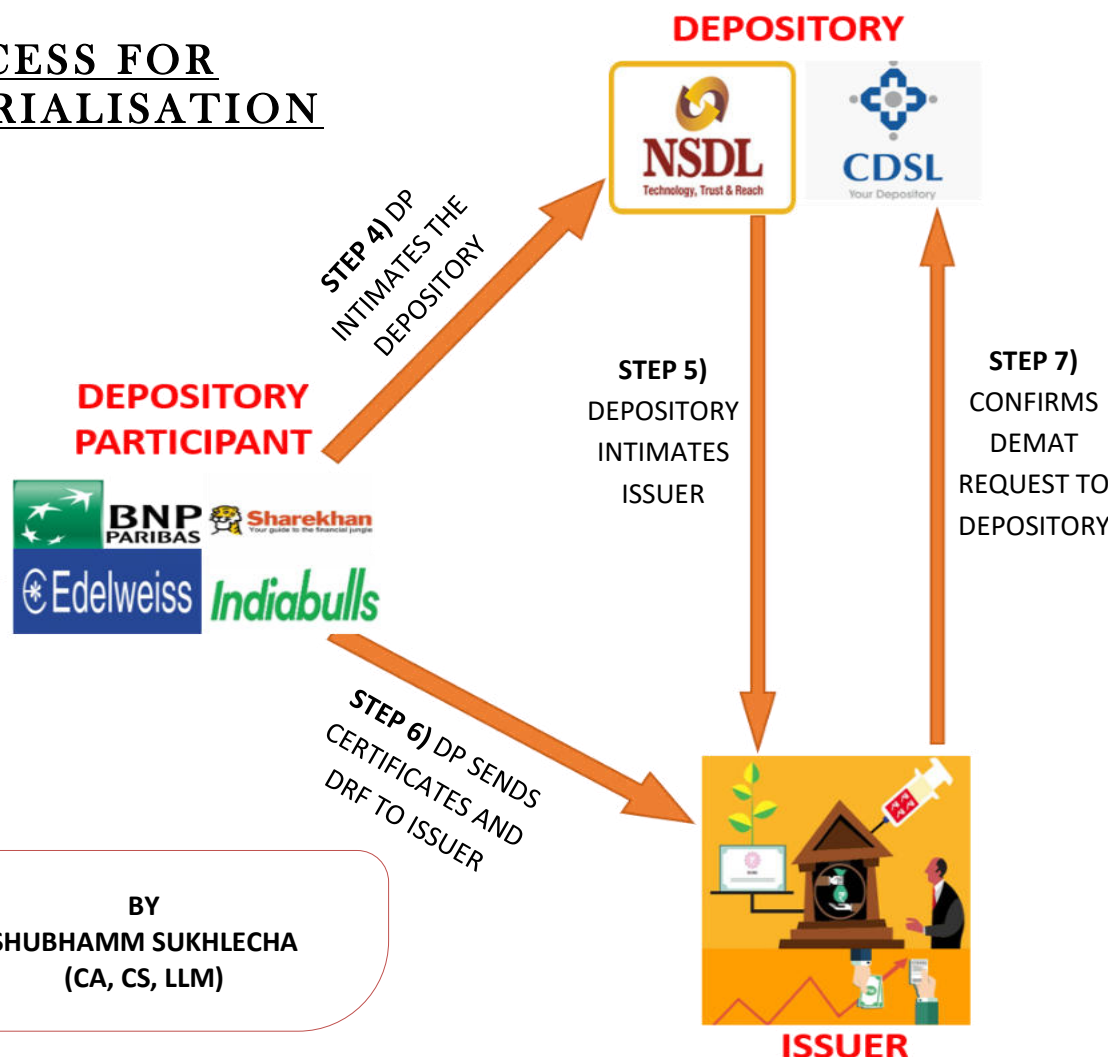 CESS FOR
RIALISATION
DEPOSITORY
NSDL
Technology, Trust & Reach
CDSL
Your Depository
STEP 4) DP
INTIMATES THE
DEPOSITORY
STEP 5)
DEPOSITORY
INTIMATES
ISSUER
STEP 7)
CONFIRMS
DEMAT
REQUEST TO
DEPOSITORY
DEPOSITORY
PARTICIPANT
BNP
PARIBAS
Sharekhan
Your guide to the financial jungle
Edelweiss
Indiabulls
STEP 6) DP SENDS
CERTIFICATES AND
DRF TO ISSUER
BY
SHUBHAMM SUKHLECHA
(CA, CS, LLM)
ISSUER